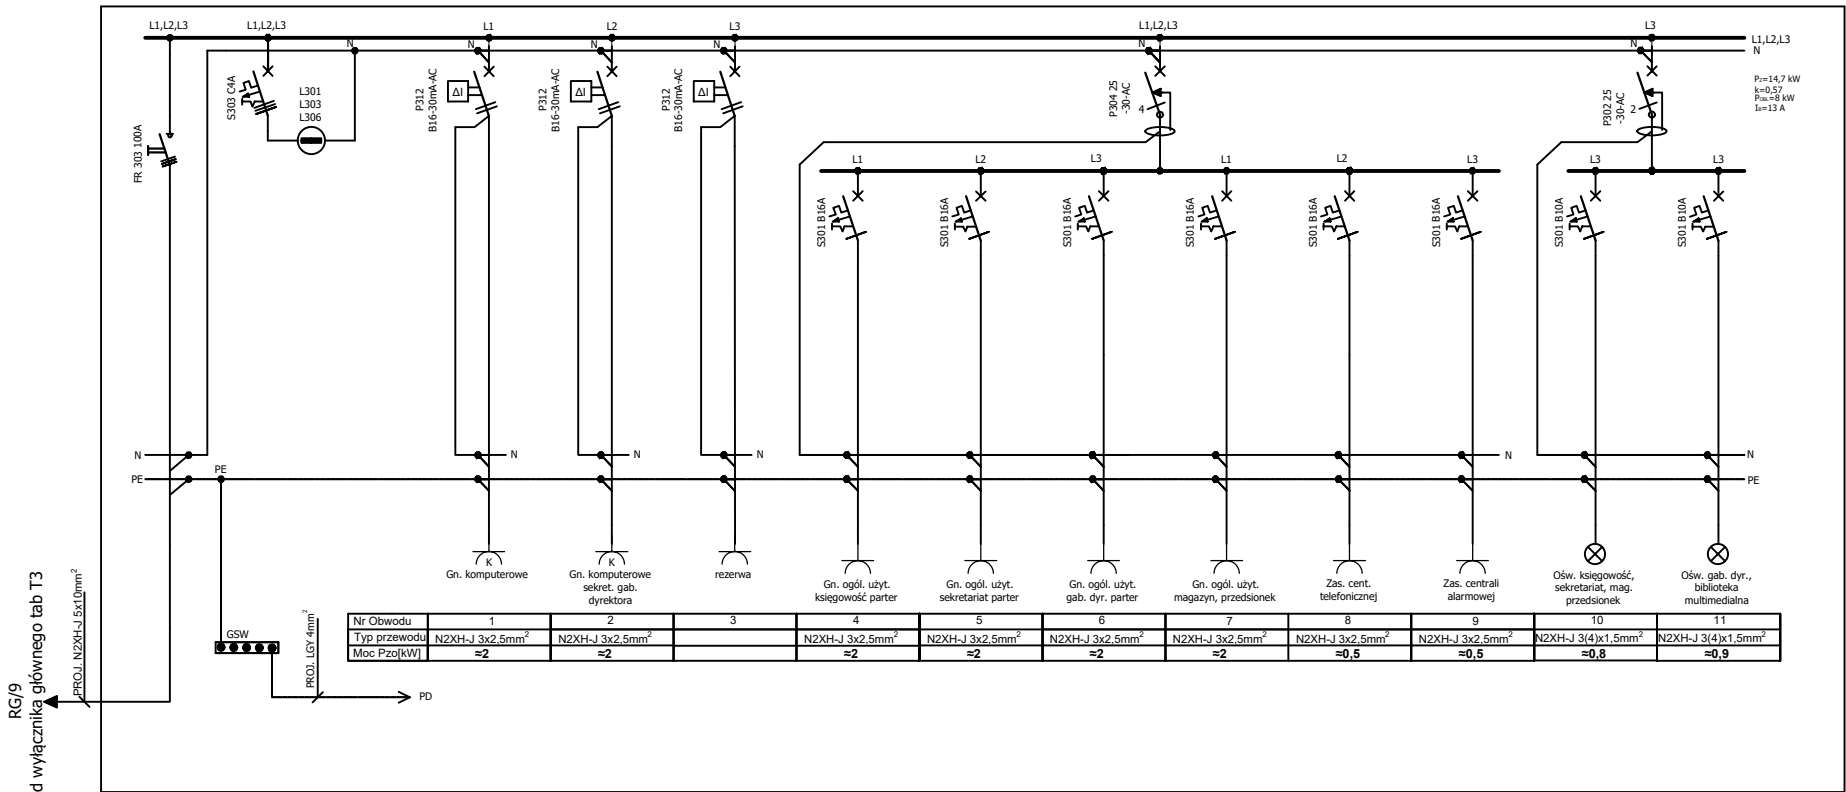 L1,L2,L3
L1,L2,L3
L1
L2
L3
L1,L2,L3
L3
L1,L2,L3
N
N
N
N
N
N
N
FR 303 100A
S303 C4A
L301
L303
L306
P312
B16-30mA-AC
ΔI
P312
B16-30mA-AC
ΔI
P312
B16-30mA-AC
ΔI
P304 25
-30-AC
4
P302 25
-30-AC
2
k=0,57
=8 kW
=13 A
=14,7 kW
L1
L2
L3
L1
L2
L3
L3
L3
S301 B16A
S301 B16A
S301 B16A
S301 B16A
S301 B16A
S301 B16A
S301 B10A
S301 B10A
N
N
N
N
N
N
PE
PE
PE
K
Gn. komputerowe
K
Gn. komputerowe
sekret. gab.
dyrektora
rezerwa
Gn. ogól. użyt.
księgowość parter
Gn. ogól. użyt.
sekretariat parter
Gn. ogól. użyt.
gab. dyr. parter
Gn. ogól. użyt.
magazyn, przedsionek
Zas. cent.
telefonicznej
Zas. centrali
alarmowej
Ośw. księgowość,
sekretariat, mag.
przedsionek
Ośw. gab. dyr.,
biblioteka
multimedialna
Nr Obwodu 1 2 3 4 5 6 7 8 9 10 11
Typ przewodu N2XH-J 3x2,5mm² N2XH-J 3x2,5mm² N2XH-J 3x2,5mm² N2XH-J 3x2,5mm² N2XH-J 3x2,5mm² N2XH-J 3x2,5mm² N2XH-J 3x2,5mm² N2XH-J 3x2,5mm² N2XH-J 3(4)x1,5mm² N2XH-J 3(4)x1,5mm²
Moc Pzo[kW] ≈2 ≈2 ≈2 ≈2 ≈2 ≈2 ≈0,5 ≈0,5 ≈0,8 ≈0,9
GSW
PROJ. LGY 4mm²
PD
PROJ. N2XH-J 5x10mm²
RG/9
d wyłącznika głównego tab T3